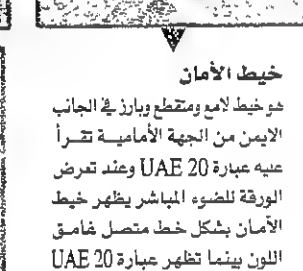 خيط الأمان
هو خيط لامع ومتقطع وبارز في الجانب
الايمن من الجهة الأمامية تقرأ
عليه عبارة UAE 20 وعند تعرض
الورقة للضوء المباشر يظهر خيط
الأمان بشكل خط متصل غامق
اللون بينما تظهر عبارة UAE 20